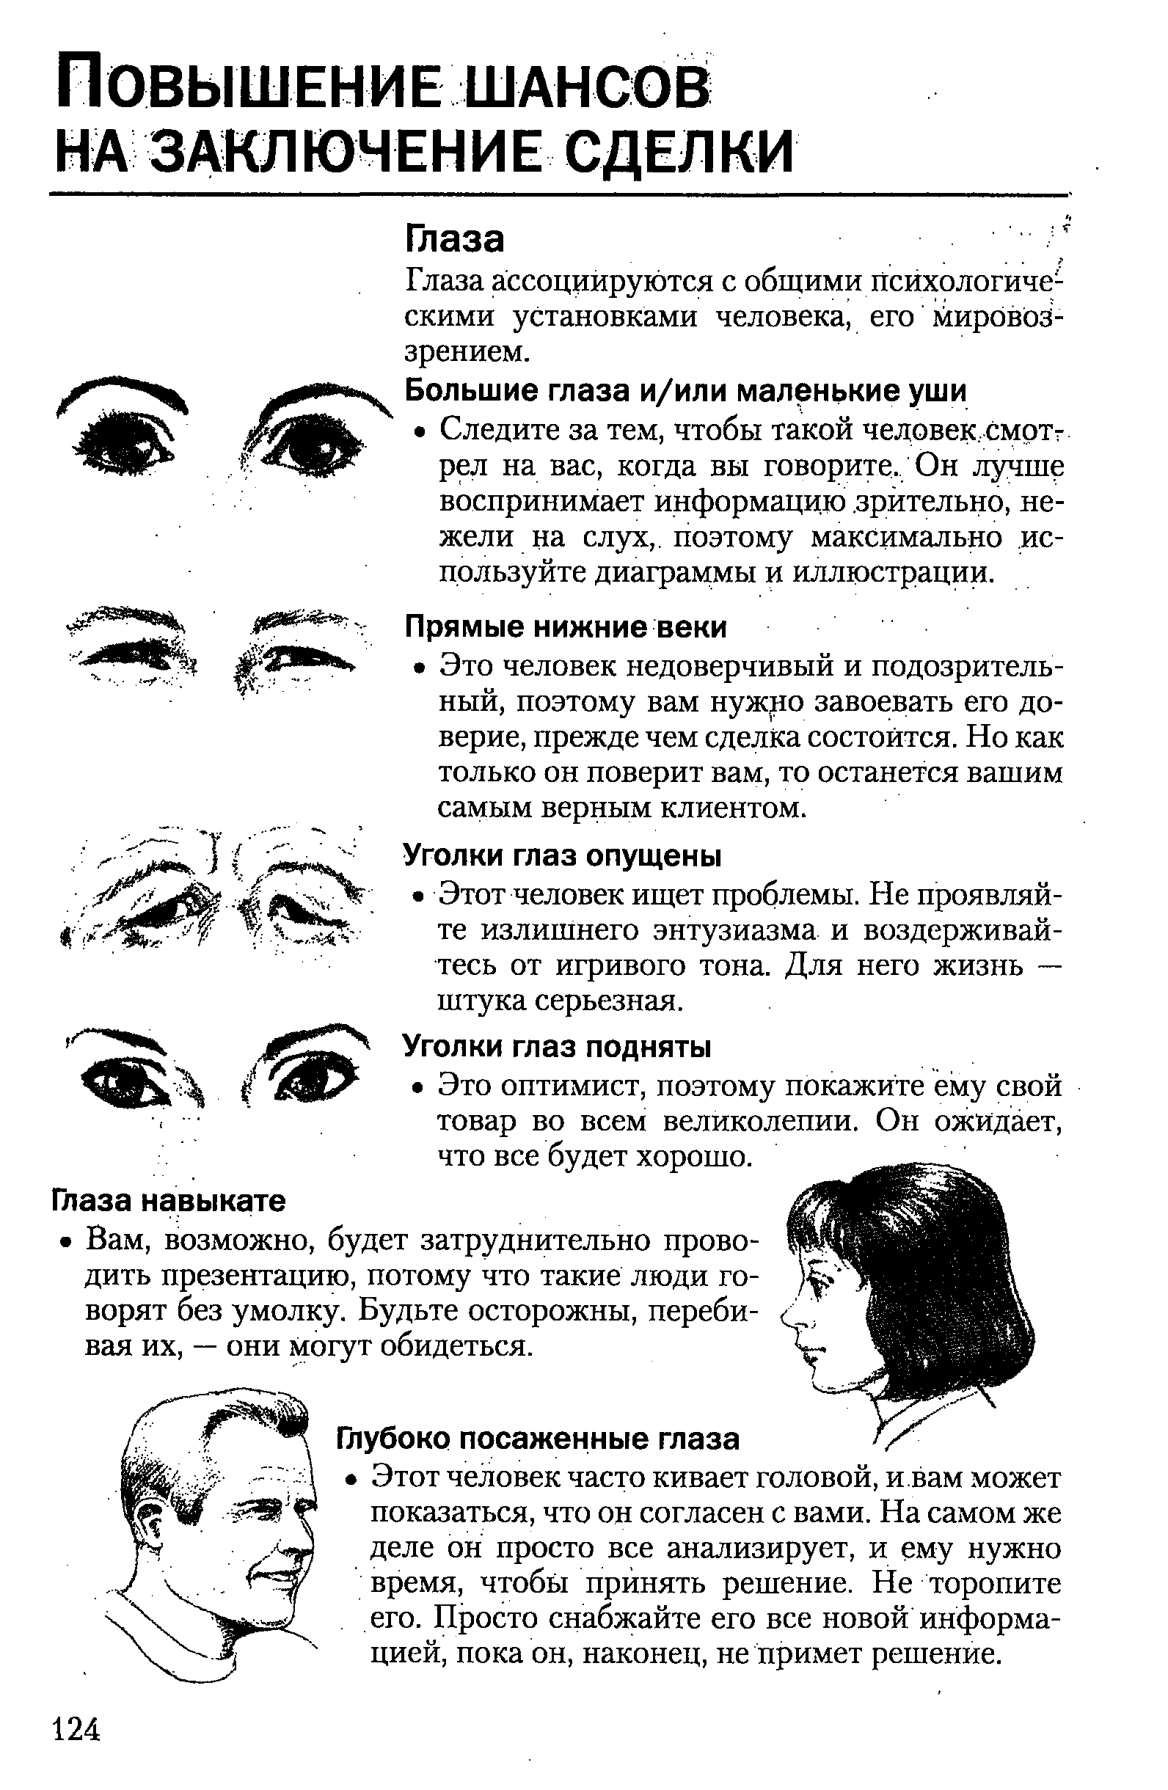 Повышение шансов
на заключение сделки
Глаза
Глаза ассоциируются с общими психологиче-
скими установками человека, его мировоз-
зрением.
Большие глаза и/или маленькие уши
• Следите за тем, чтобы такой человек смот-
рел на вас, когда вы говорите. Он лучше
воспринимает информацию зрительно, не-
жели на слух, поэтому максимально ис-
пользуйте диаграммы и иллюстрации.
Прямые нижние веки
• Это человек недоверчивый и подозритель-
ный, поэтому вам нужно завоевать его до-
верие, прежде чем сделка состоится. Но как
только он поверит вам, то останется вашим
самым верным клиентом.
Уголки глаз опущены
• Этот человек ищет проблемы. Не проявляй-
те излишнего энтузиазма и воздерживай-
тесь от игривого тона. Для него жизнь —
штука серьезная.
Уголки глаз подняты
• Это оптимист, поэтому покажите ему свой
товар во всем великолепии. Он ожидает,
что все будет хорошо.
Глаза навыкате
• Вам, возможно, будет затруднительно прово-
дить презентацию, потому что такие люди го-
ворят без умолку. Будьте осторожны, переби-
вая их, — они могут обидеться.
Глубоко посаженные глаза
• Этот человек часто кивает головой, и вам может
показаться, что он согласен с вами. На самом же
деле он просто все анализирует, и ему нужно
время, чтобы принять решение. Не торопите
его. Просто снабжайте его все новой информа-
цией, пока он, наконец, не примет решение.
124